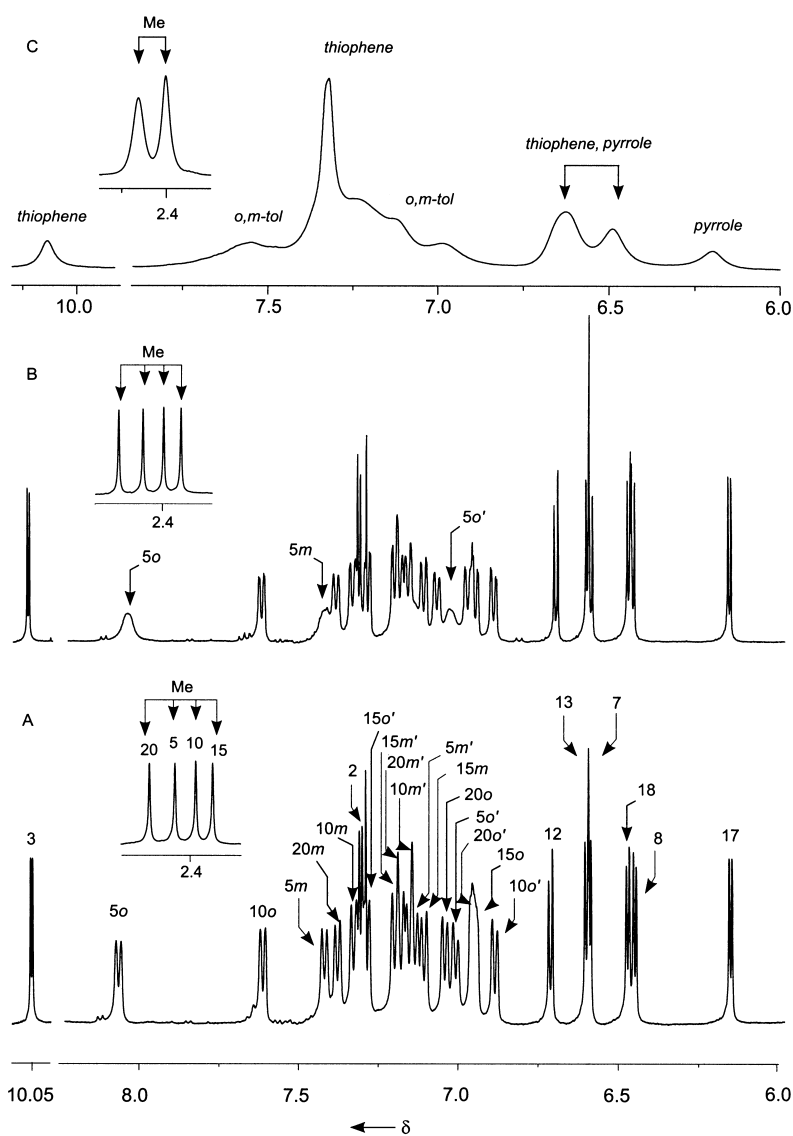 C
Me
2.4
thiophene
thiophene
o,m-tol
o,m-tol
thiophene, pyrrole
pyrrole
10.0
7.5
7.0
6.5
6.0
B
Me
2.4
5o
5m
5o'
A
Me
20
5
10
15
2.4
3
5o
10o
5m
20m
10m
2
15o'
15m'
20m'
10m'
5m'
15m
20o
5o'
20o'
15o
10o'
12
13
7
18
8
17
10.05
8.0
7.5
7.0
6.5
6.0
δ